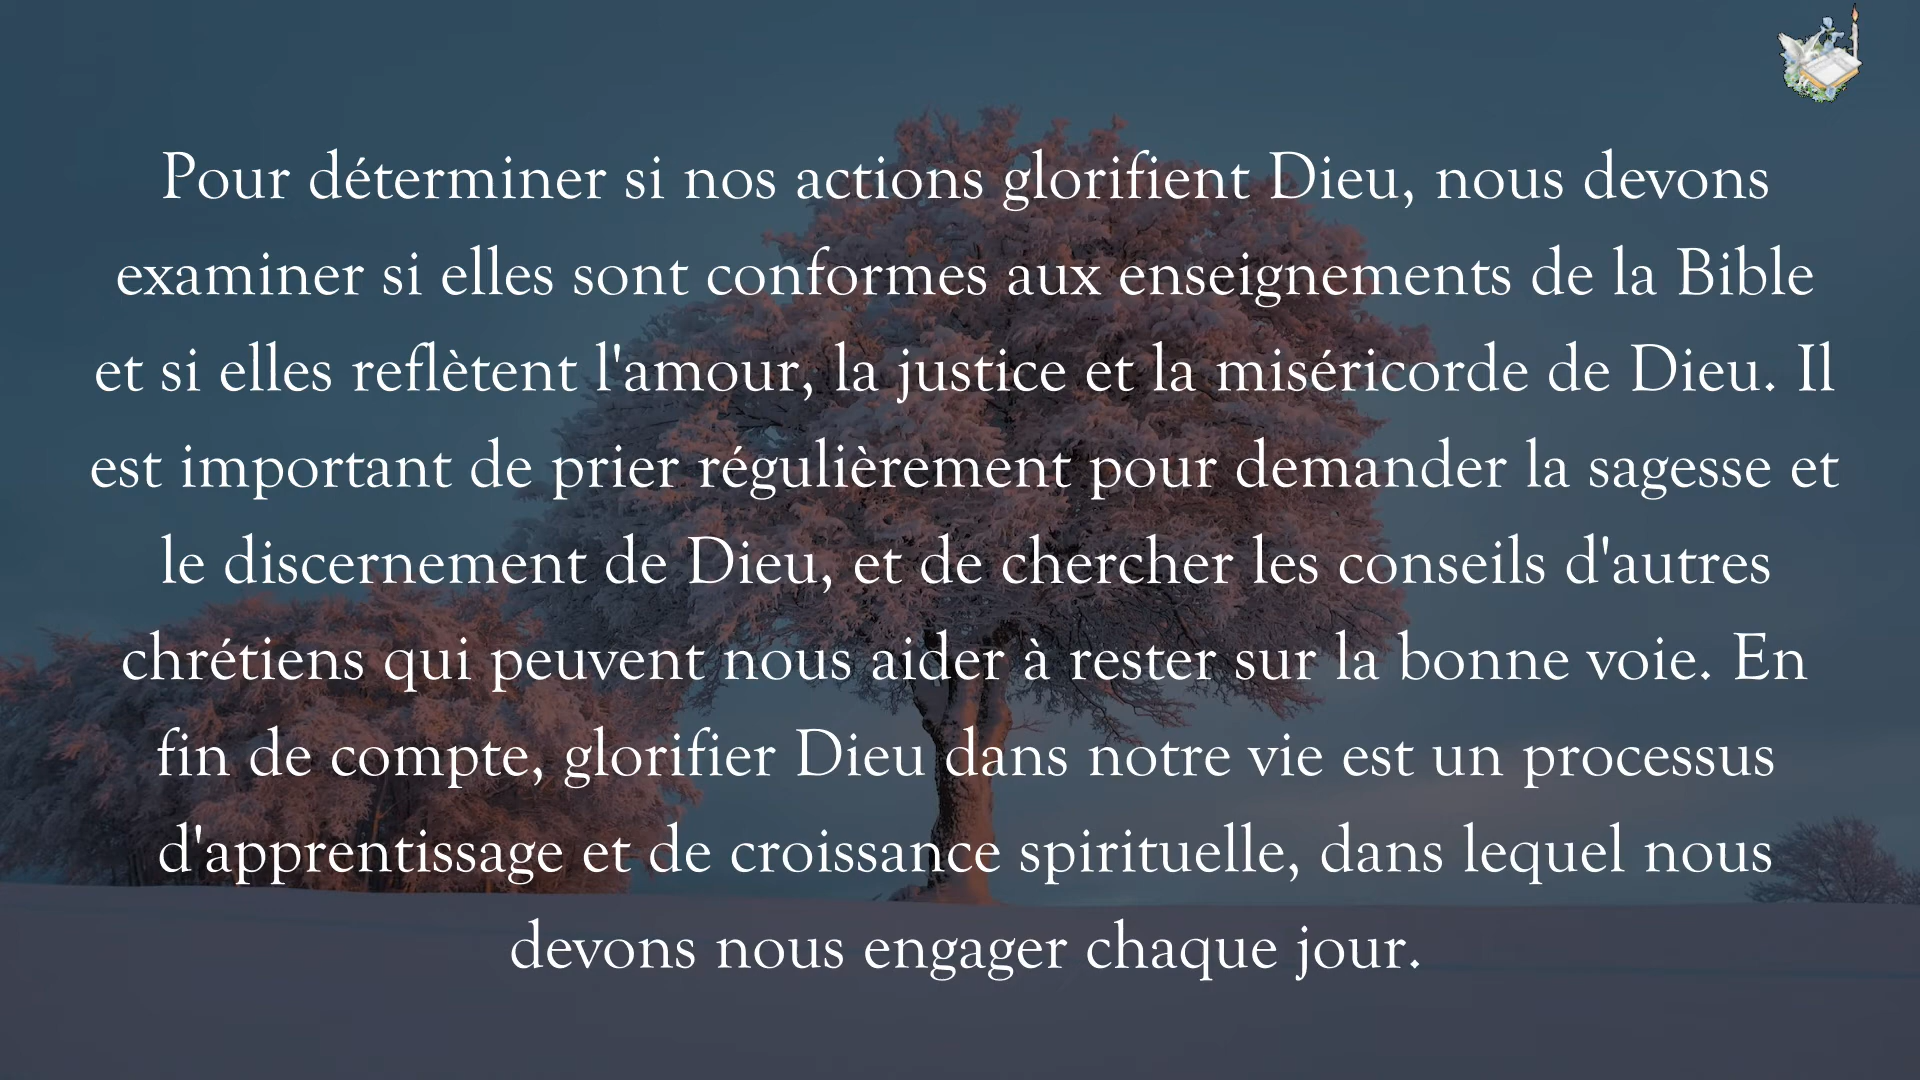 Pour déterminer si nos actions glorifient Dieu, nous devons
examiner si elles sont conformes aux enseignements de la Bible
et si elles reflètent l'amour, la justice et la miséricorde de Dieu. Il
est important de prier régulièrement pour demander la sagesse et
le discernement de Dieu, et de chercher les conseils d'autres
chrétiens qui peuvent nous aider à rester sur la bonne voie. En
fin de compte, glorifier Dieu dans notre vie est un processus
d'apprentissage et de croissance spirituelle, dans lequel nous
devons nous engager chaque jour.